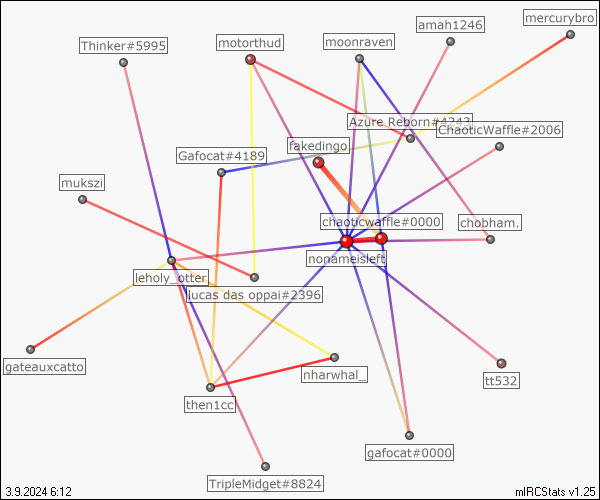 mercurybro
amah1246
Thinker#5995
motorthud
moonraven
Azure Reborn#4243
ChaoticWaffle#2006
fakedingo
Gafocat#4189
mukszi
chaoticwaffle#0000
chobham.
nonameisleft
leholy_otter
lucas das oppai#2396
gateauxcatto
nharwhal_
tt532
then1cc
gafocat#0000
TripleMidget#8824
3.9.2024 6:12
mIRCStats v1.25